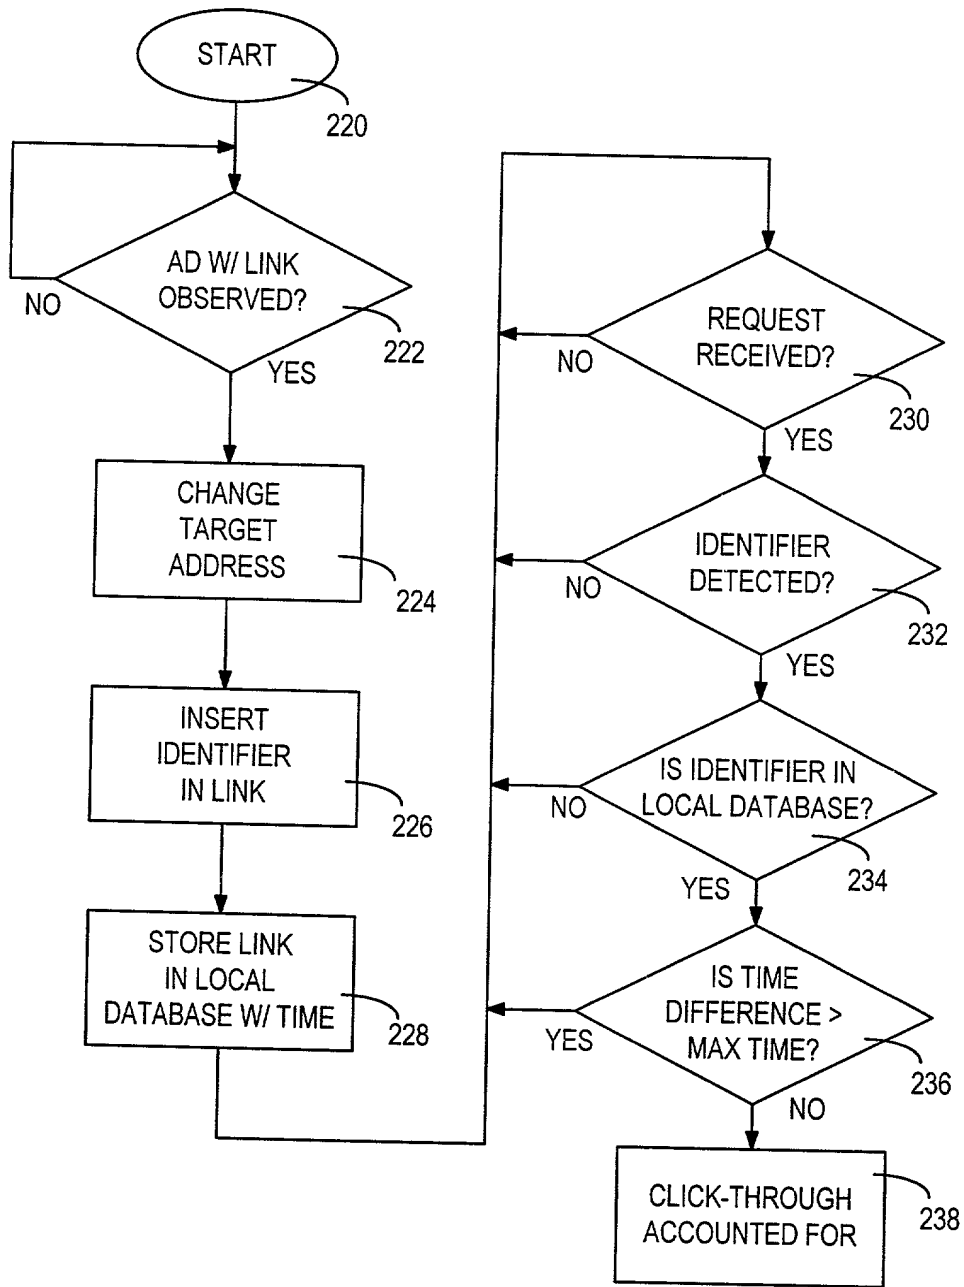 START
220
AD W/ LINK
OBSERVED?
NO
222
YES
CHANGE
TARGET
ADDRESS
224
INSERT
IDENTIFIER
IN LINK
226
STORE LINK
IN LOCAL
DATABASE W/ TIME
228
REQUEST
RECEIVED?
NO
230
YES
IDENTIFIER
DETECTED?
NO
232
YES
IS IDENTIFIER IN
LOCAL DATABASE?
NO
234
YES
IS TIME
DIFFERENCE >
MAX TIME?
YES
236
NO
CLICK-THROUGH
ACCOUNTED FOR
238